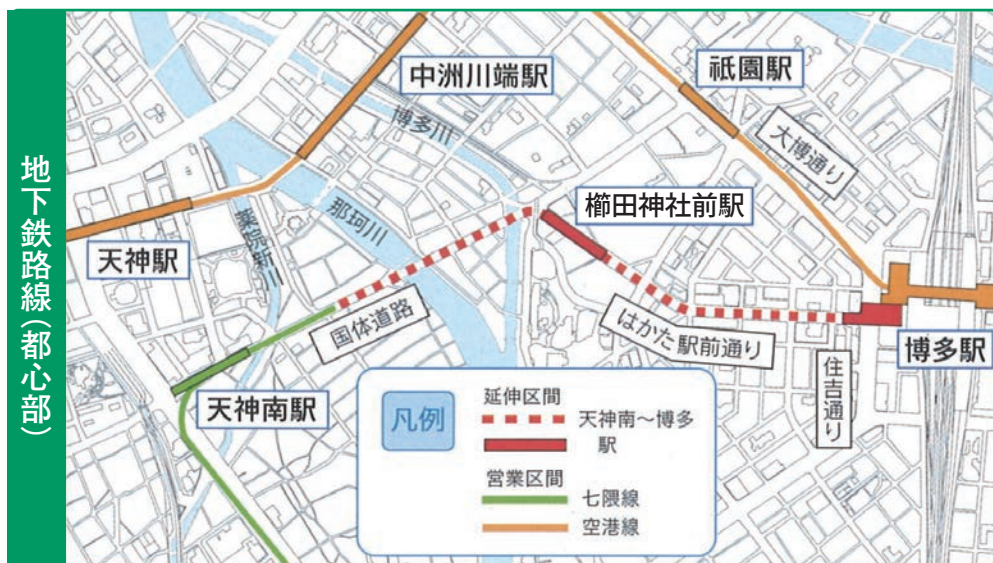 地下鉄路線(都心部)
中洲川端駅
祇園駅
博多川
大博通り
櫛田神社前駅
那珂川
天神駅
薬院新川
国体道路
はかた駅前通り
博多駅
住吉通り
天神南駅
凡例
延伸区間
天神南～博多
駅
営業区間
七隈線
空港線